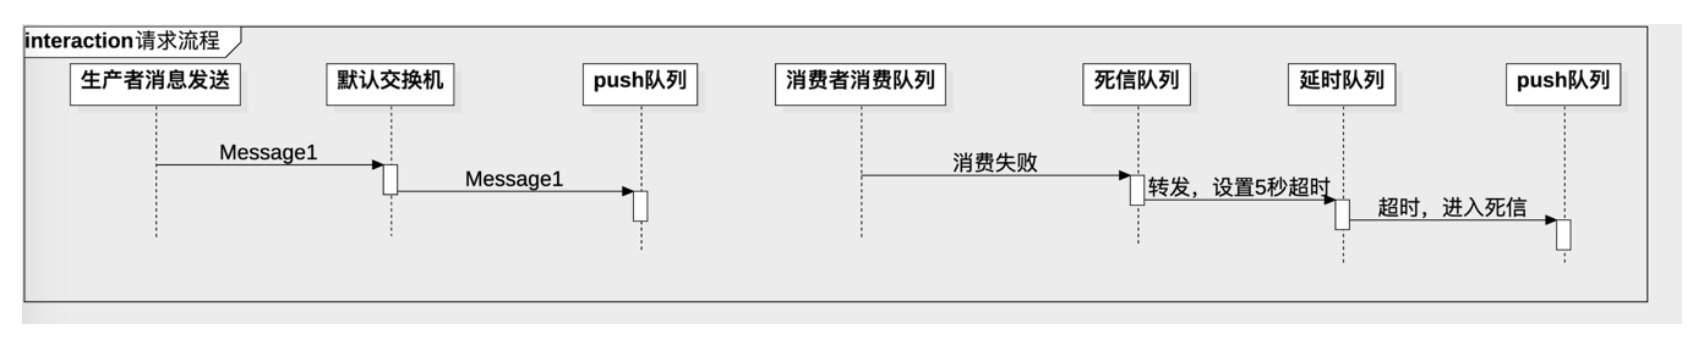 interaction请求流程
生产者消息发送
默认交换机
push队列
消费者消费队列
死信队列
延时队列
push队列
Message1
Message1
消费失败
转发，设置5秒超时
超时，进入死信